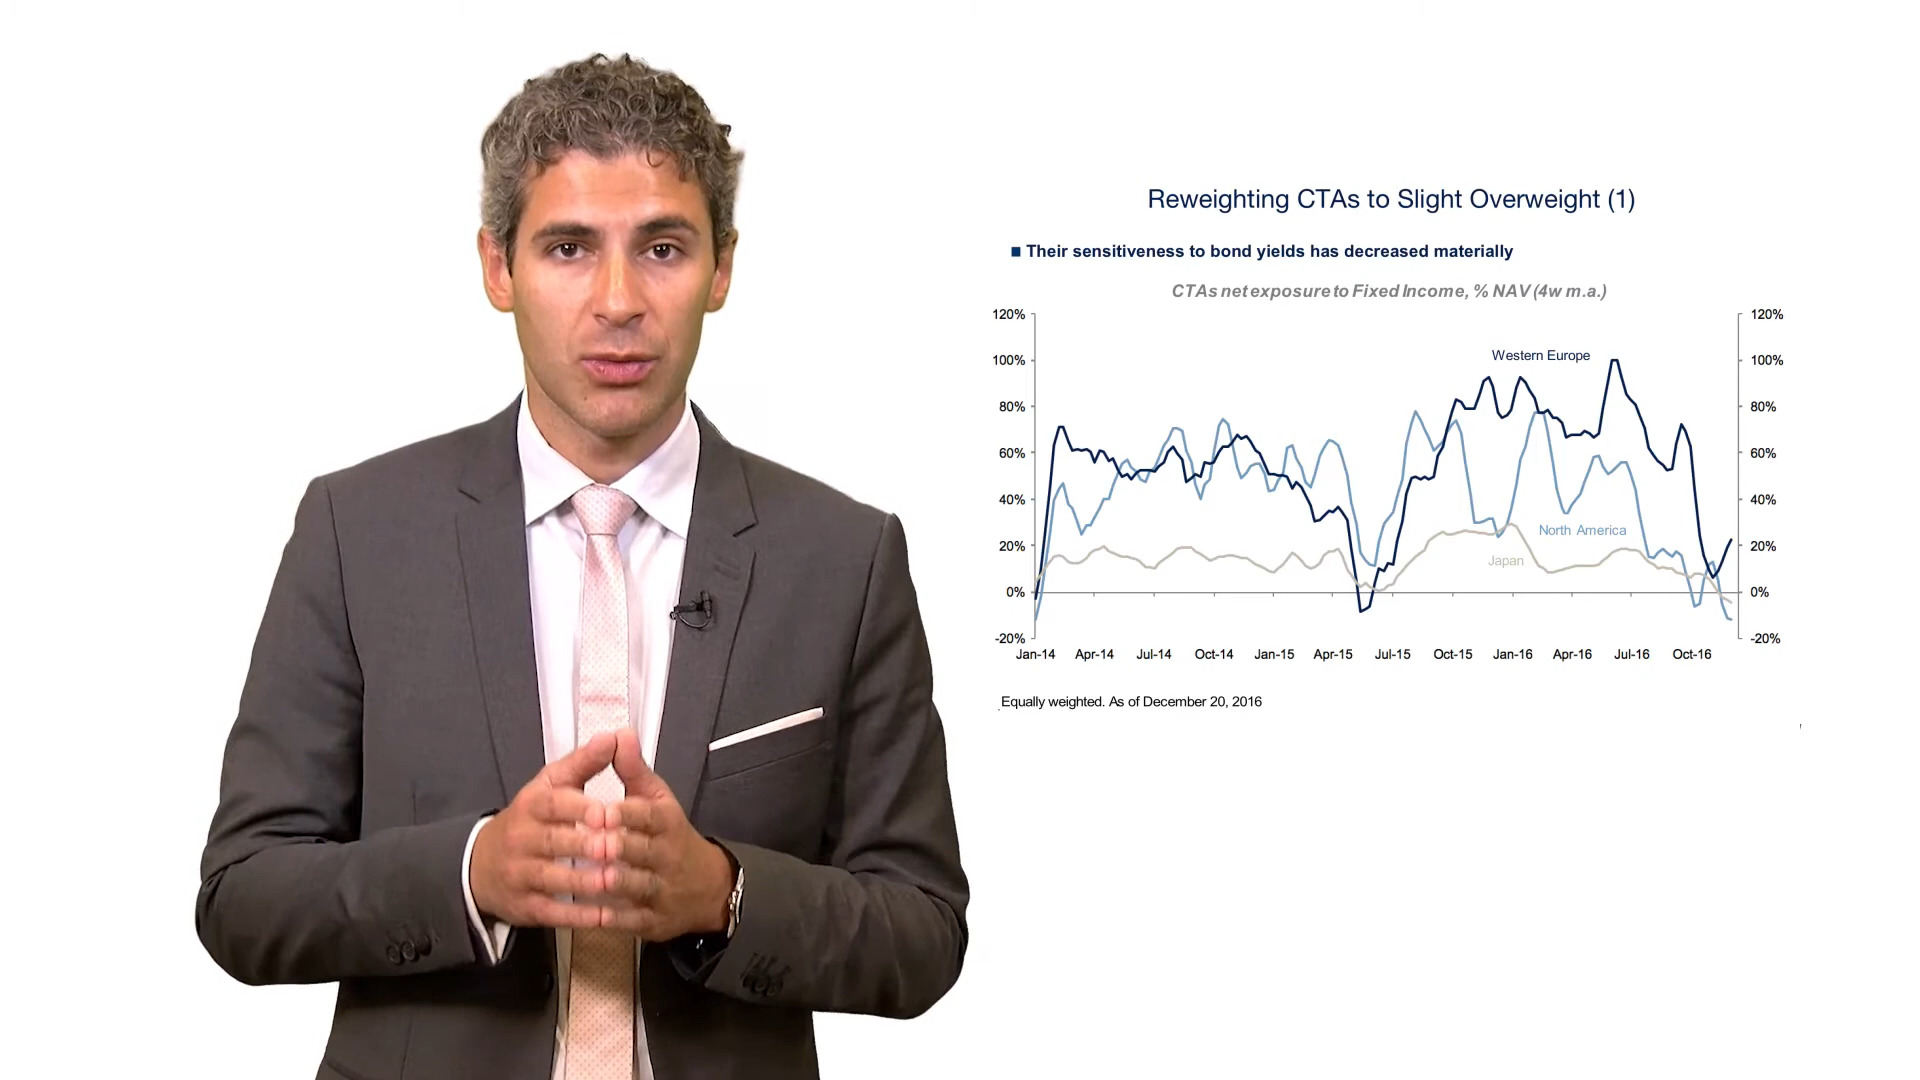 Reweighting CTAs to Slight Overweight (1)
■ Their sensitiveness to bond yields has decreased materially
CTAs net exposure to Fixed Income, % NAV (4w m.a.)
120% 120%
100% Western Europe 100%
80% 80%
60% 60%
40% 40%
North America
20% 20%
Japan
0% 0%
-20% -20%
Jan-14 Apr-14 Jul-14 Oct-14 Jan-15 Apr-15 Jul-15 Oct-15 Jan-16 Apr-16 Jul-16 Oct-16
Equally weighted. As of December 20, 2016